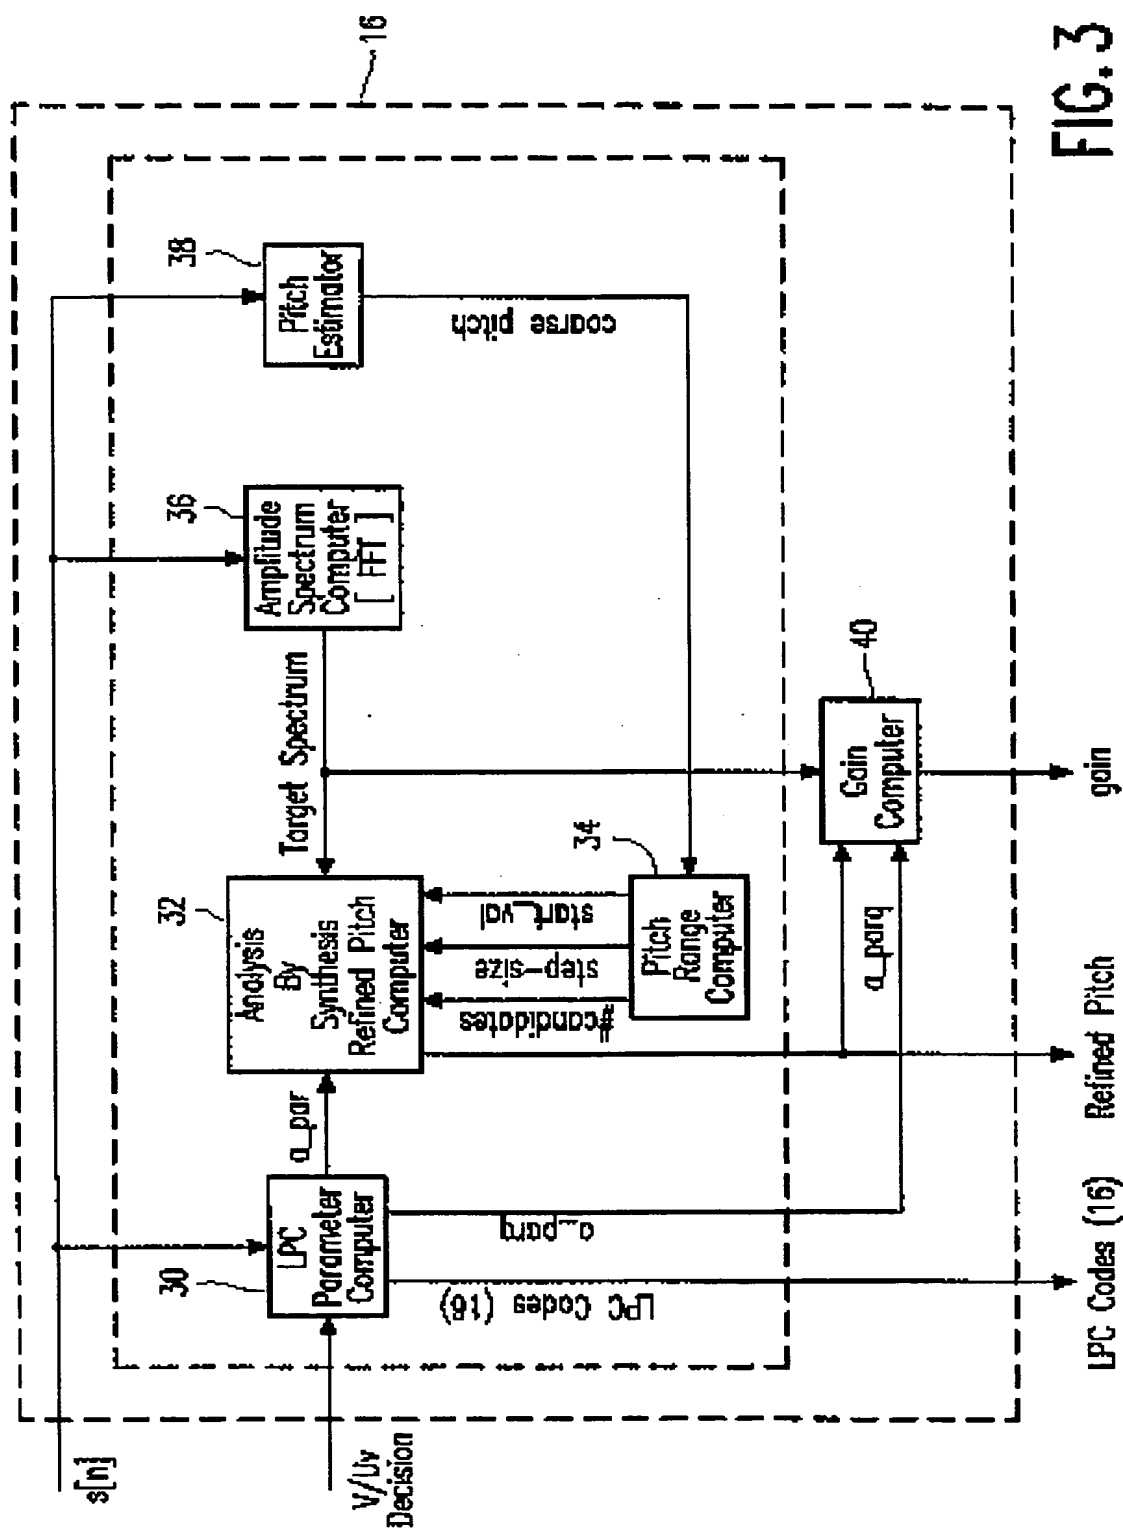 s[n]
V/Uv
Decision
16
30
LPC
Parameter
Computer
a_par
32
Analysis
By
Synthesis
Refined Pitch
Computer
Target Spectrum
36
Amplitude
Spectrum
Computer
[ FFT ]
38
Pitch
Estimator
coarse pitch
#candidates
step-size
start_val
34
Pitch
Range
Computer
LPC Codes (16)
a_parq
a_parq
40
Gain
Computer
LPC Codes (16)
Refined Pitch
gain
FIG. 3